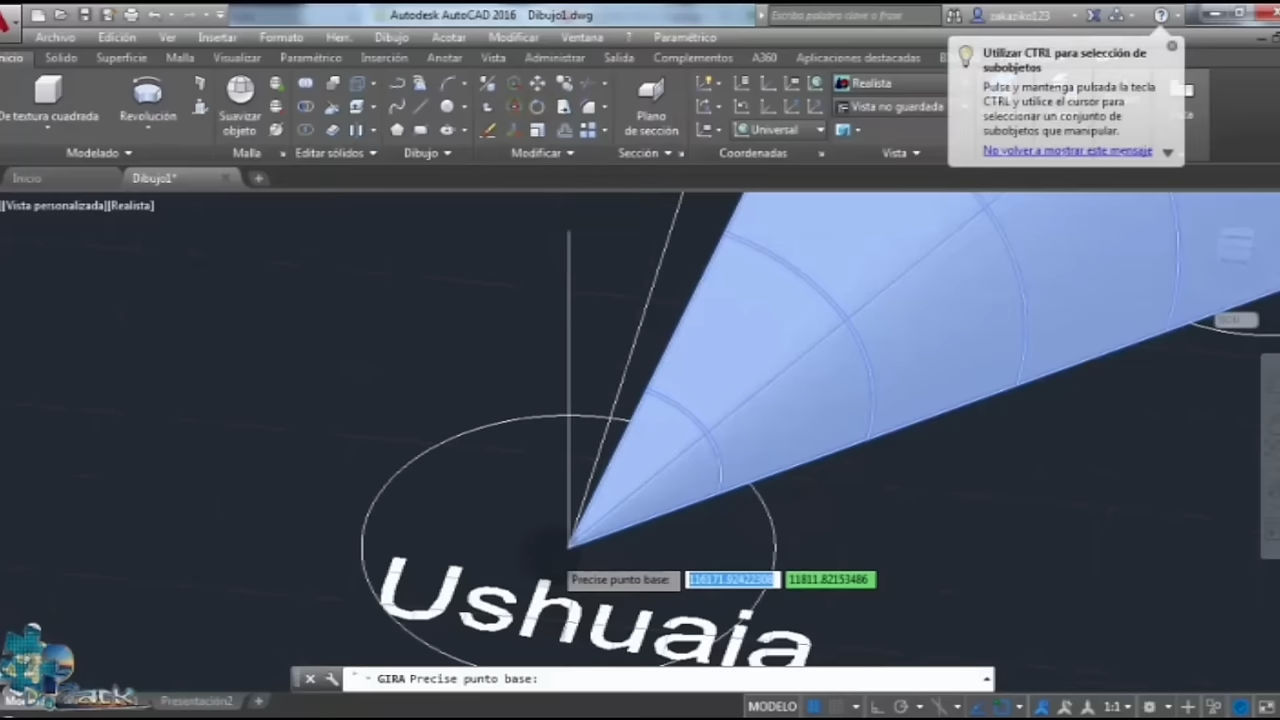 Autodesk AutoCAD 2016 Dibujo1.dwg
Escriba palabra clave o frase
zakaziko123
Archivo Edición Ver Insertar Formato Herr. Dibujo Acotar Modificar Ventana ? Paramétrico
Inicio Sólido Superficie Malla Visualizar Paramétrico Inserción Anotar Vista Administrar Salida Complementos A360 Aplicaciones destacadas
Utilizar CTRL para selección de
subobjetos
Pulse y mantenga pulsada la tecla
CTRL y utilice el cursor para
seleccionar un conjunto de
subobjetos que manipular.
No volver a mostrar este mensaje
De textura cuadrada
Revolución
Suavizar
objeto
Plano
de sección
Realista
Vista no guardada
Universal
Modelado
Malla
Editar sólidos
Dibujo
Modificar
Sección
Coordenadas
Vista
Inicio
Dibujo1*
][Vista personalizada][Realista]
Precise punto base:
11811.82153486
Ushuaia
GIRA Precise punto base:
Presentación2
MODELO
1:1